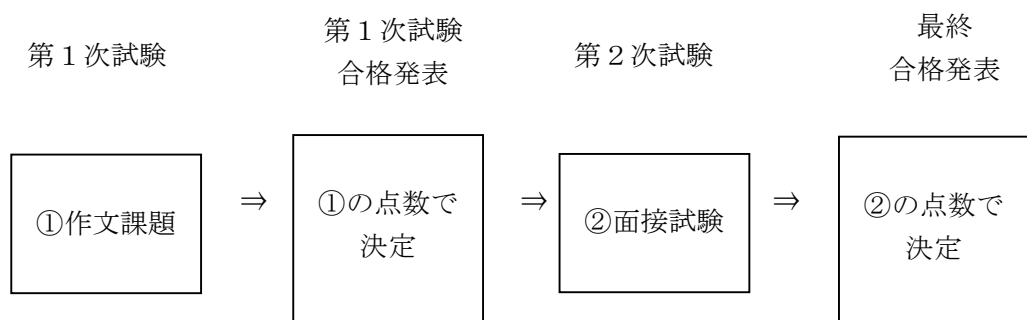 第１次試験
第１次試験
合格発表
第２次試験
最終
合格発表
①作文課題
⇒
①の点数で
決定
⇒
②面接試験
⇒
②の点数で
決定